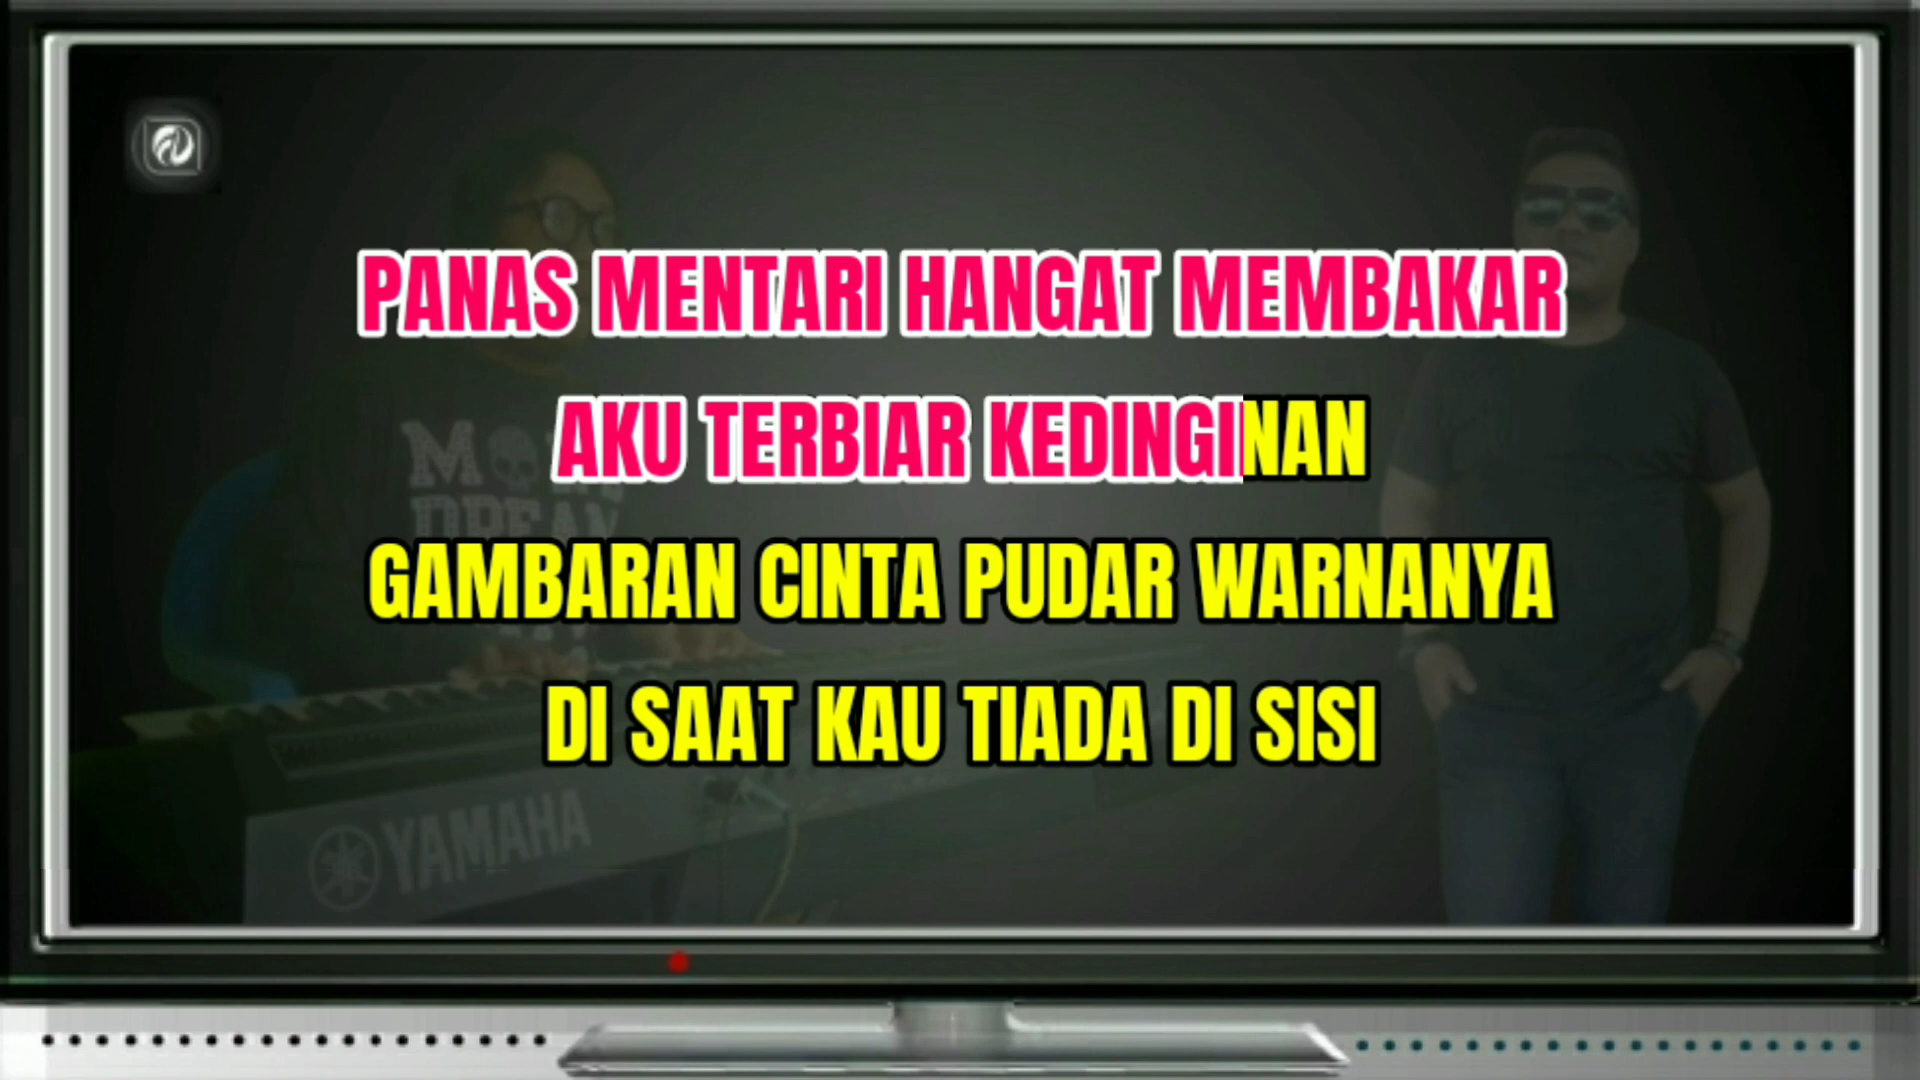 PANAS MENTARI HANGAT MEMBAKAR
AKU TERBIAR KEDINGINAN
GAMBARAN CINTA PUDAR WARNANYA
DI SAAT KAU TIADA DI SISI
YAMAHA